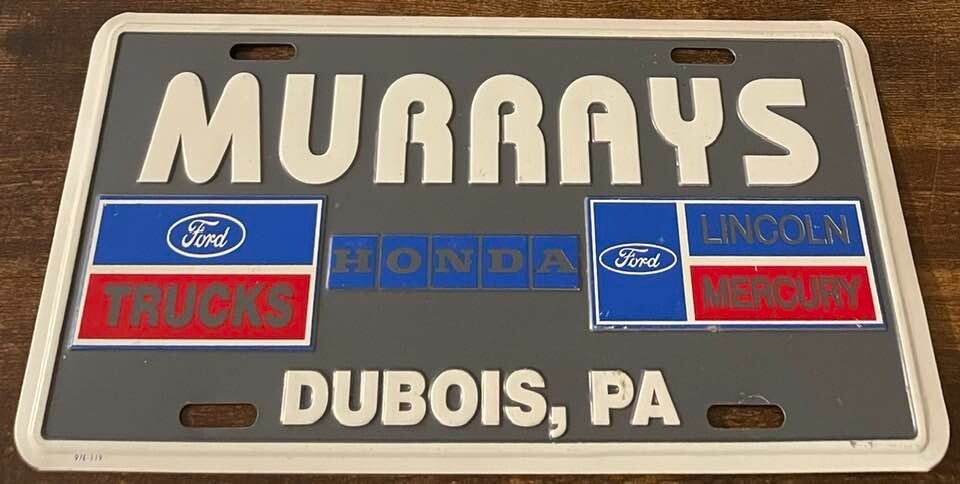 MURRAYS
Ford
TRUCKS
HONDA
Ford
LINCOLN
MERCURY
DUBOIS, PA